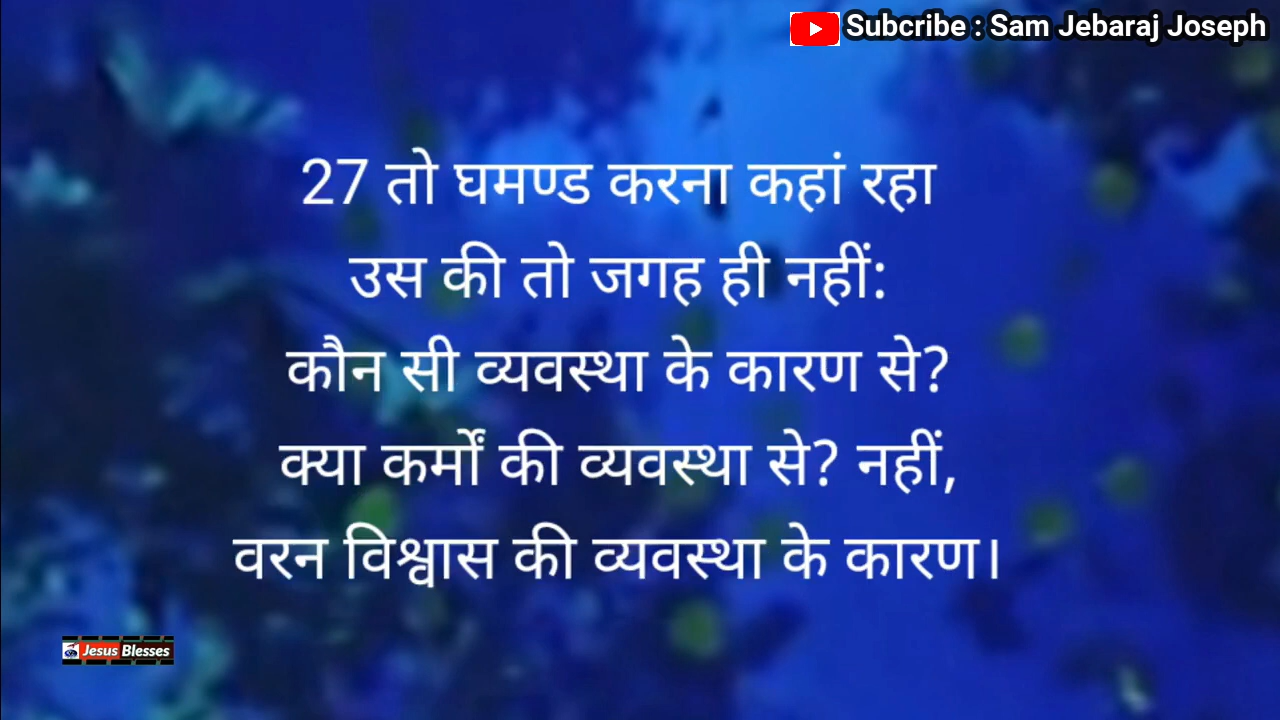 Subcribe : Sam Jebaraj Joseph
27 तो घमण्ड करना कहां रहा
उस की तो जगह ही नहीं:
कौन सी व्यवस्था के कारण से?
क्या कर्मों की व्यवस्था से? नहीं,
वरन विश्वास की व्यवस्था के कारण।
Jesus Blesses